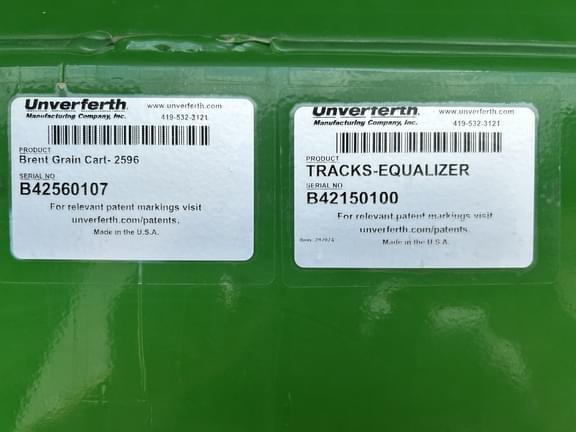 Unverferth
www.unverferth.com
Manufacturing Company, Inc.
419-532-3121
PRODUCT
Brent Grain Cart- 2596
SERIAL NO
B42560107
For relevant patent markings visit
unverferth.com/patents.
Made in the U.S.A.
Unverferth
www.unverferth.com
Manufacturing Company, Inc.
419-532-3121
PRODUCT
TRACKS-EQUALIZER
SERIAL NO
B42150100
For relevant patent markings visit
unverferth.com/patents.
Made in the U.S.A.